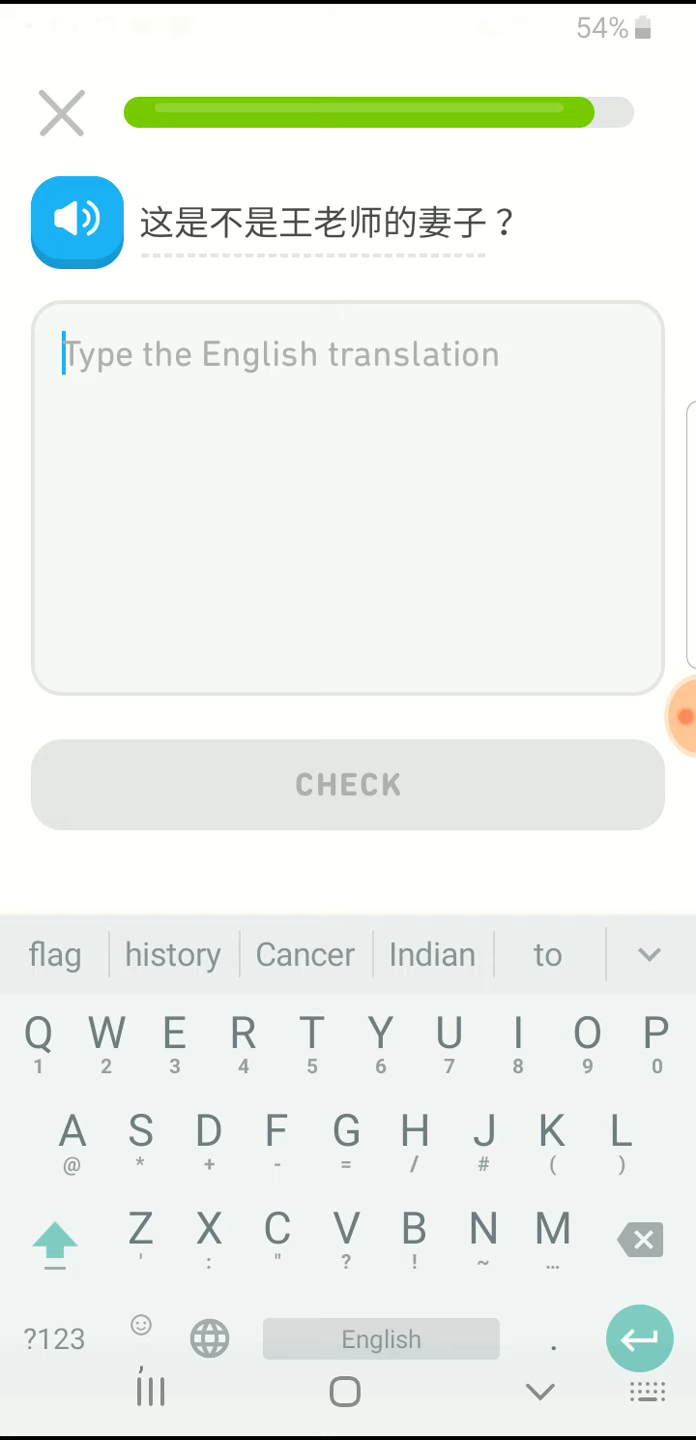 54%
这是不是王老师的妻子？
Type the English translation
CHECK
flag history Cancer Indian to
Q W E R T Y U I O P
1 2 3 4 5 6 7 8 9 0
A S D F G H J K L
@ * + - = / # ( )
Z X C V B N M
' : " ? ! ~ …
?123 , English .